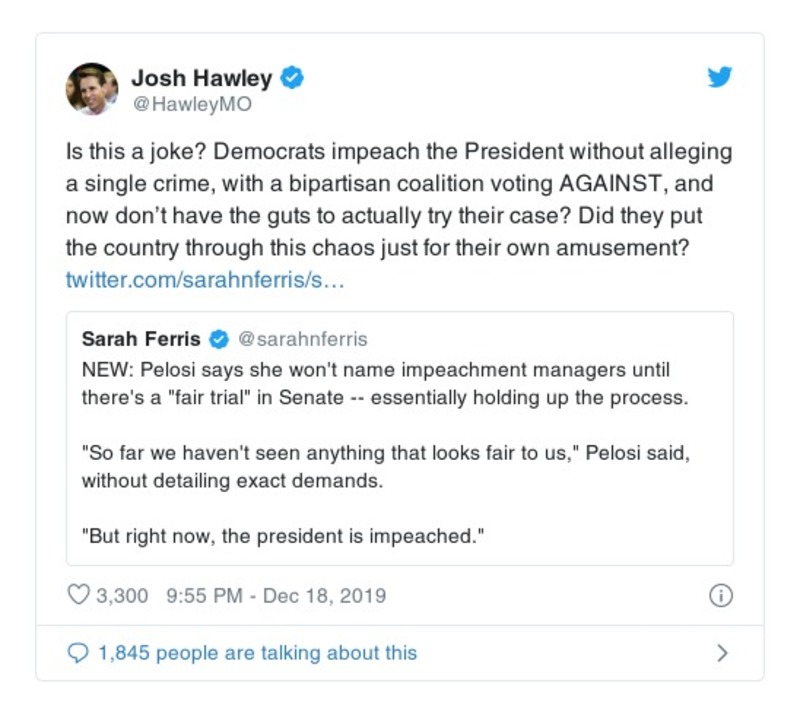 Josh Hawley
@HawleyMO
Is this a joke? Democrats impeach the President without alleging
a single crime, with a bipartisan coalition voting AGAINST, and
now don’t have the guts to actually try their case? Did they put
the country through this chaos just for their own amusement?
twitter.com/sarahnferris/s…
Sarah Ferris @sarahnferris
NEW: Pelosi says she won't name impeachment managers until
there's a "fair trial" in Senate -- essentially holding up the process.
"So far we haven't seen anything that looks fair to us," Pelosi said,
without detailing exact demands.
"But right now, the president is impeached."
3,300 9:55 PM - Dec 18, 2019
1,845 people are talking about this